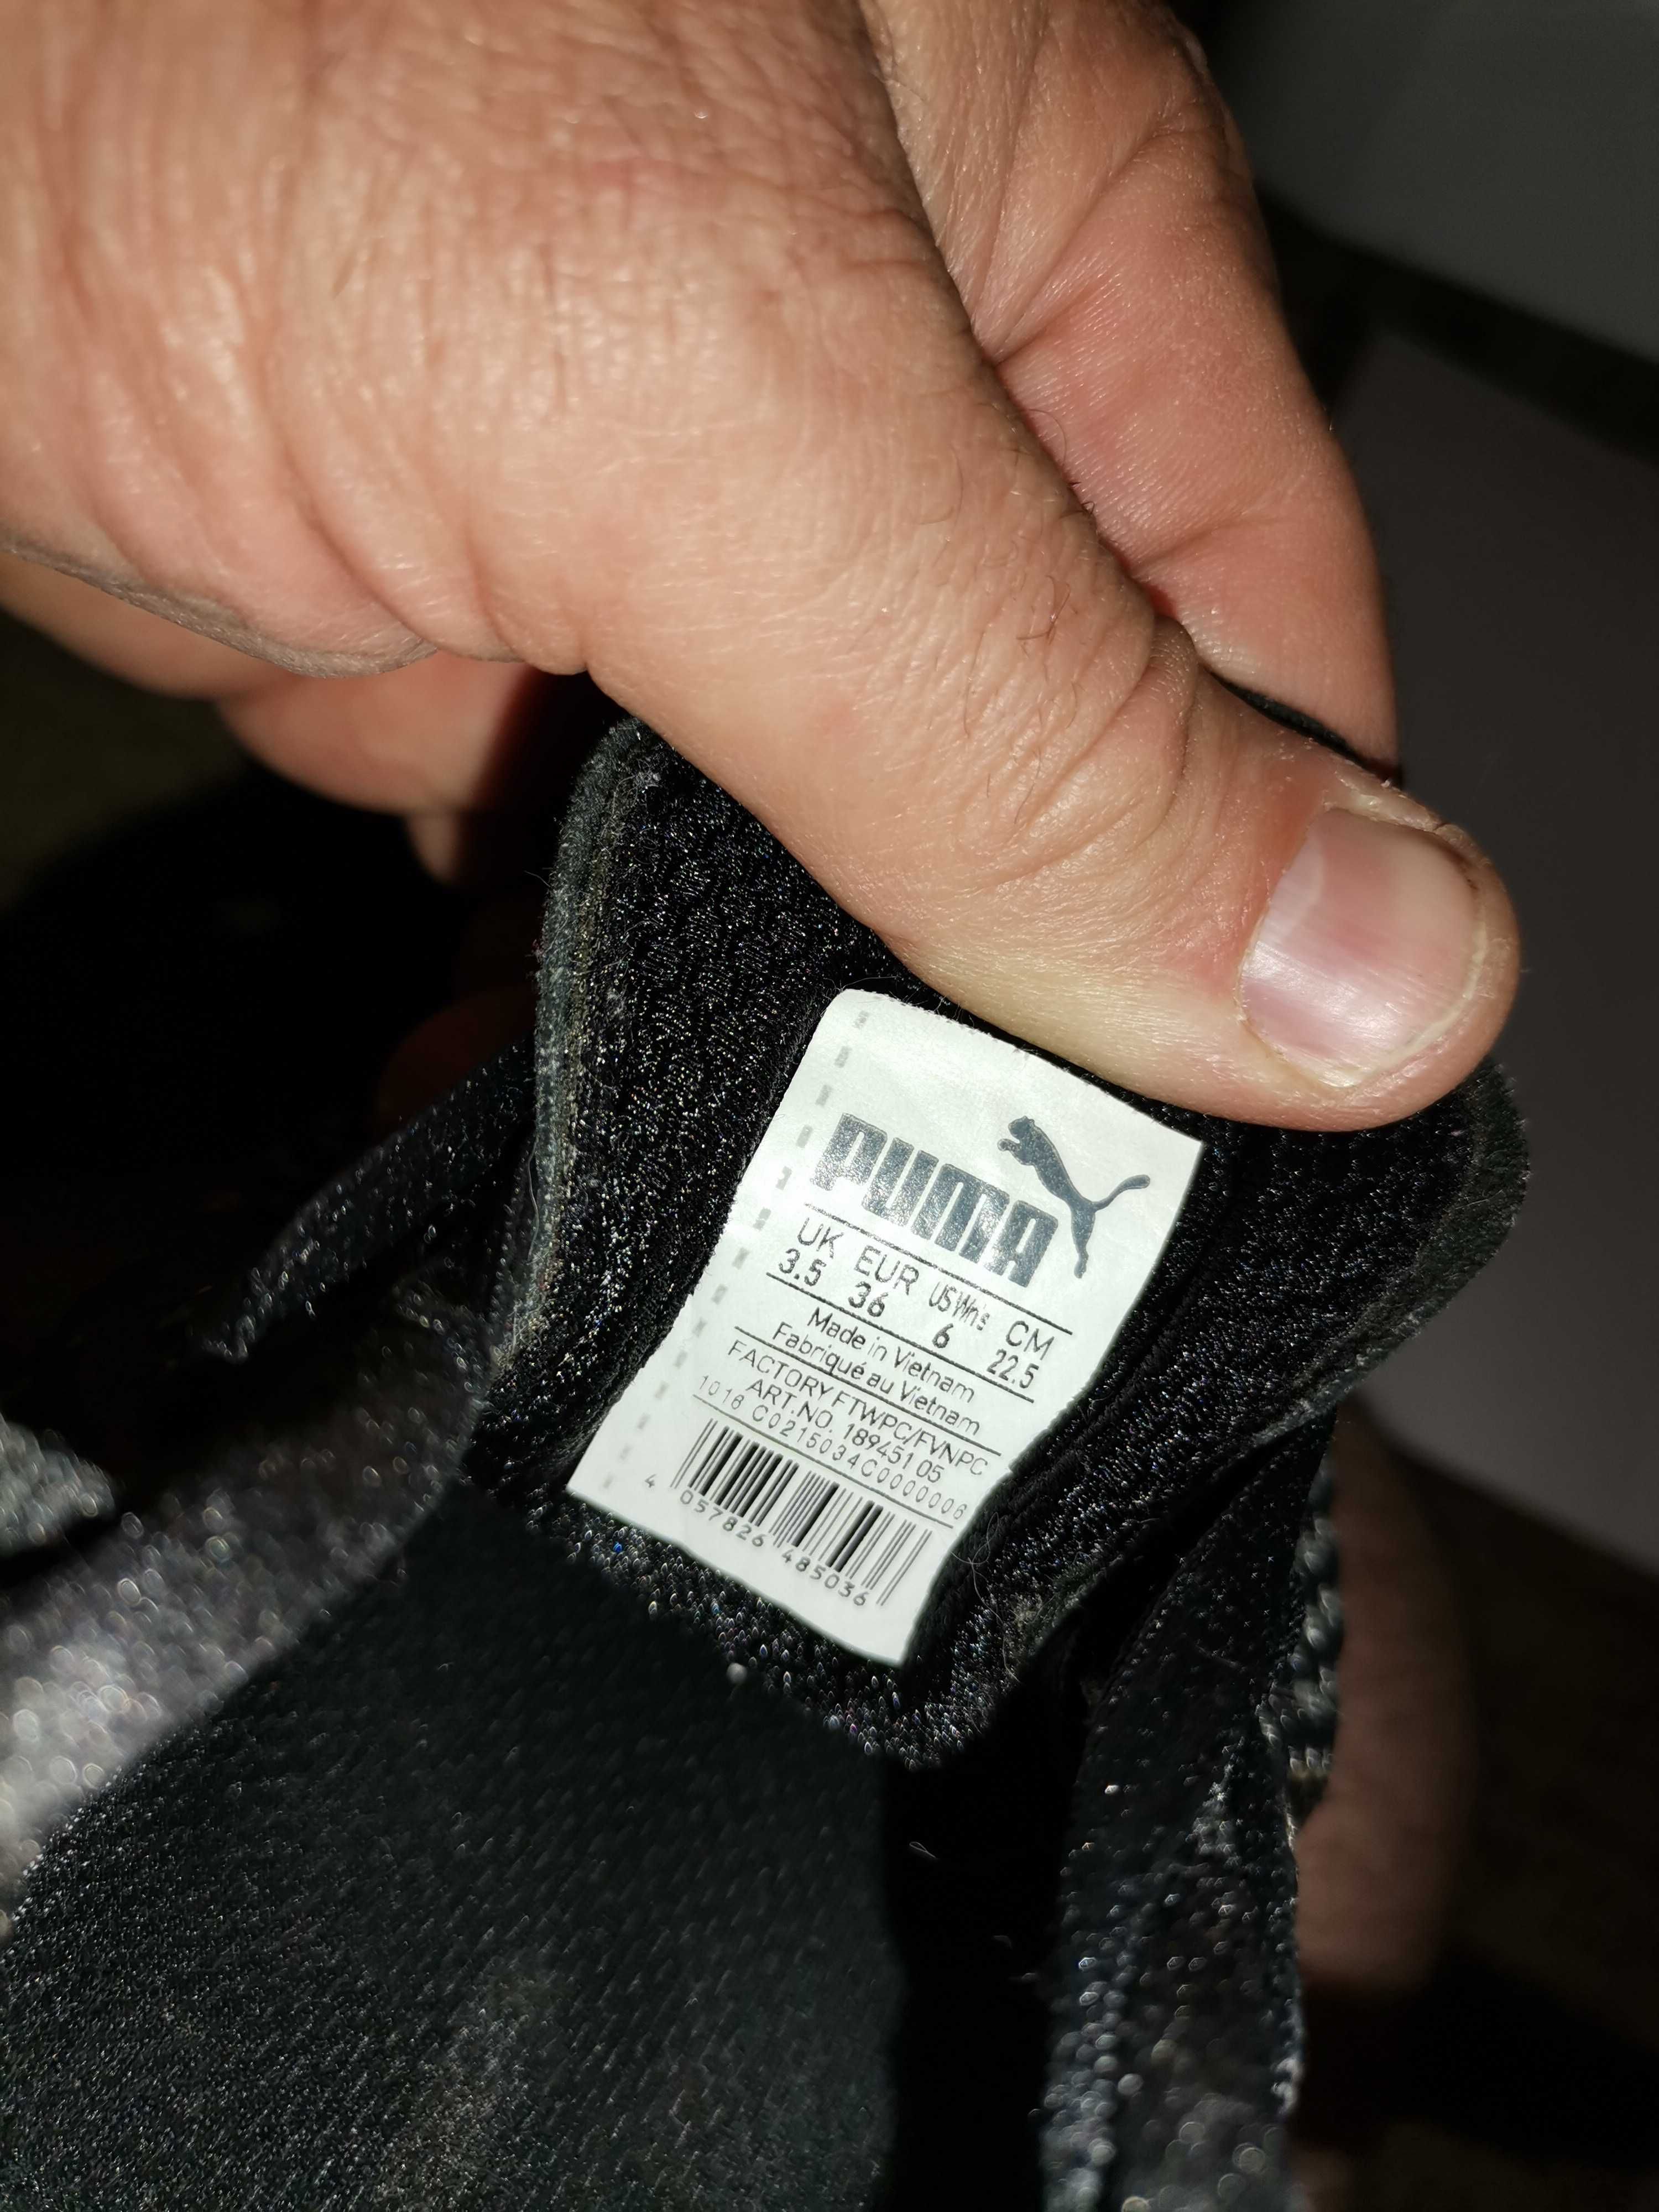 PUMA
UK EUR US Wn's CM
3.5 36 6 22.5
Made in Vietnam
Fabriqué au Vietnam
FACTORY FTWPC/FVNPC
ART.NO. 189451 05
1016 C0215034C0000006
4 057826 485036